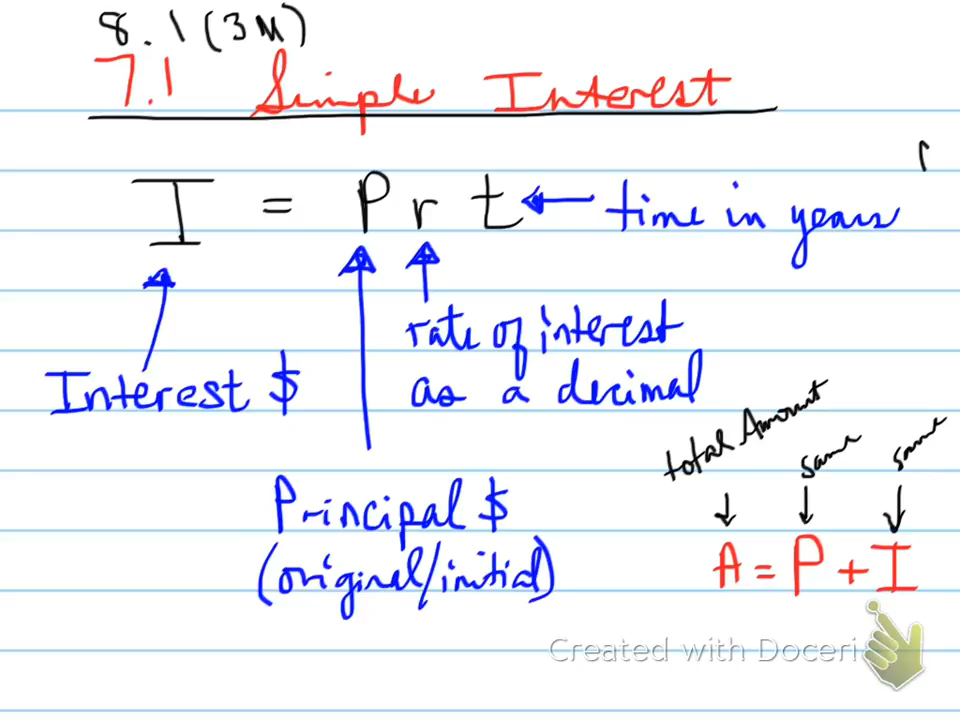 8.1 (3M)
7.1 Simple Interest
I = P r t ← time in years
rate of interest
as a decimal
Interest $
total Amount same same
Principal $
(original/initial)
A = P + I
Created with Doceri